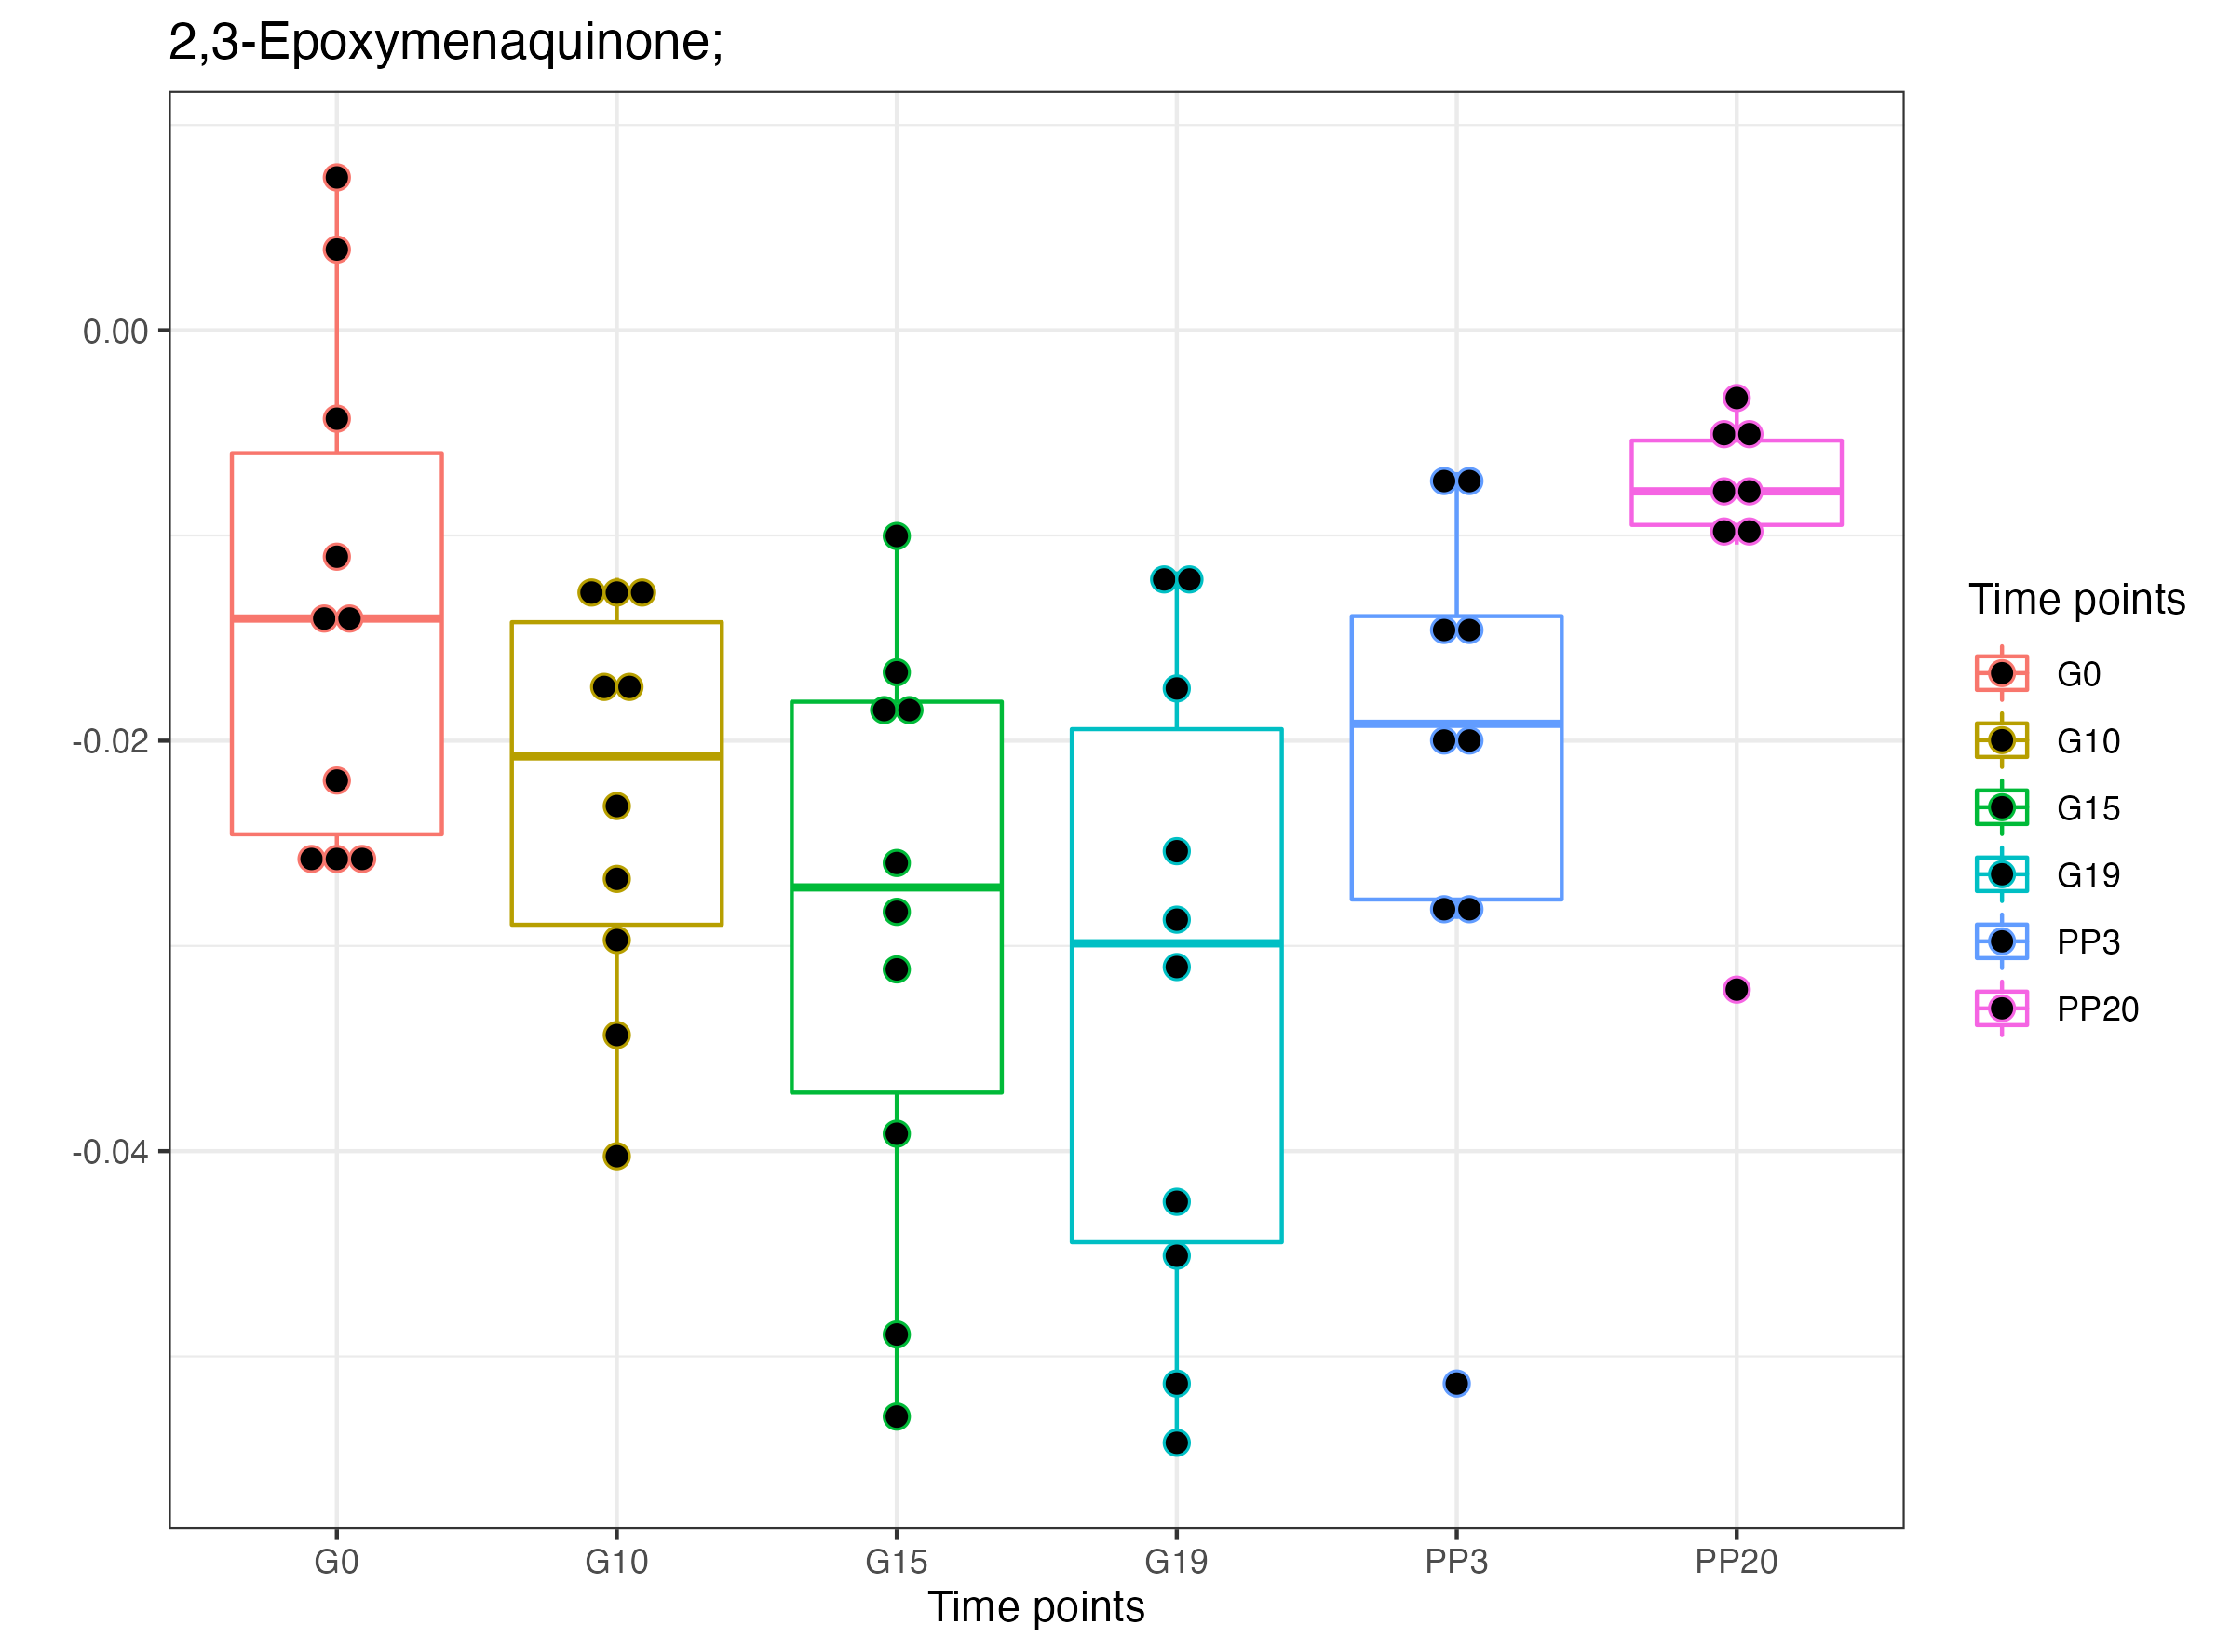 2,3-Epoxymenaquinone;
0.00
-0.02
-0.04
G0
G10
G15
G19
PP3
PP20
Time points
Time points
G0
G10
G15
G19
PP3
PP20